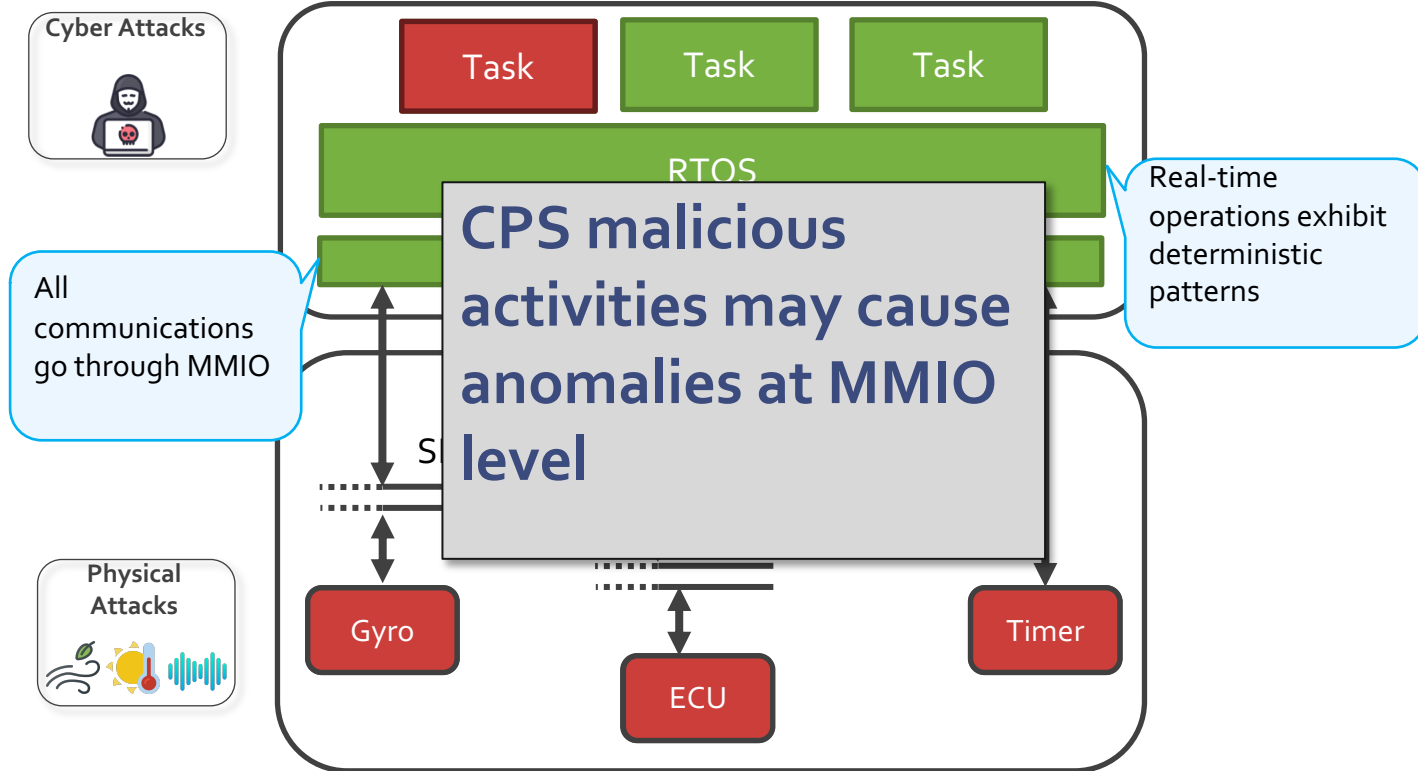 Cyber Attacks
Task
Task
Task
RTOS
Real-time
operations exhibit
deterministic
patterns
All
communications
go through MMIO
CPS malicious
activities may cause
anomalies at MMIO
level
Physical
Attacks
Gyro
Timer
ECU